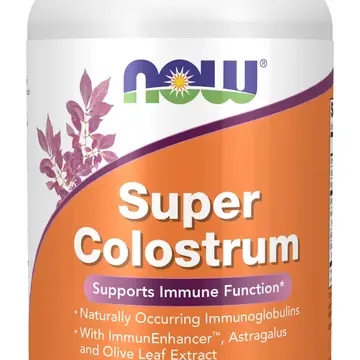 NOW®
Super
Colostrum
Supports Immune Function*
• Naturally Occurring Immunoglobulins
• With ImmunEnhancer™, Astragalus
and Olive Leaf Extract